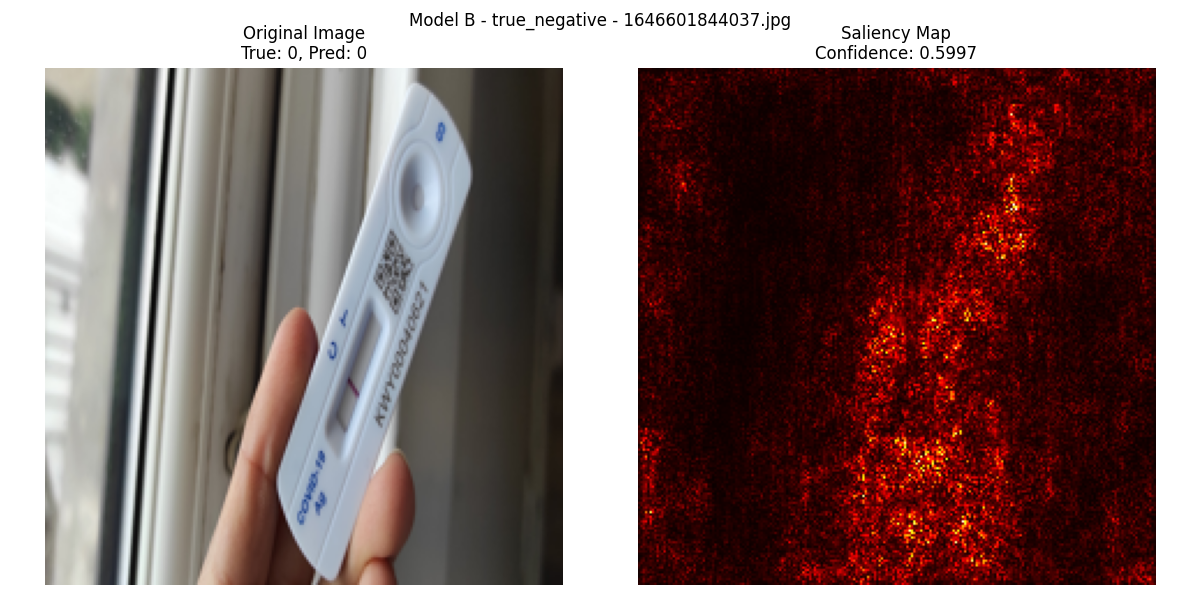 Model B - true_negative - 1646601844037.jpg
Original Image
True: 0, Pred: 0
Saliency Map
Confidence: 0.5997
S
T
C
KWY00040621
COVID-19
Ag